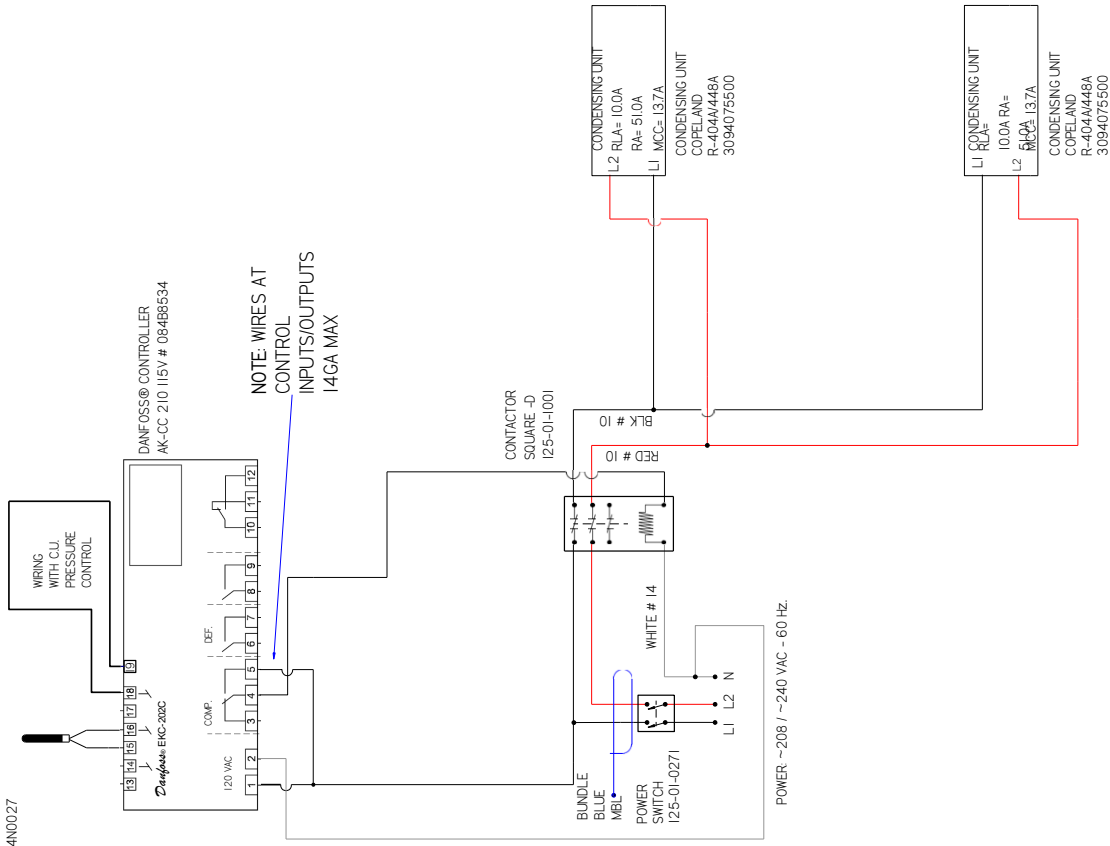 4N0027
WIRING
WITH C.U.
PRESSURE
CONTROL
DANFOSS® CONTROLLER
AK-CC 210 115V # 084B8534
13
14
15
16
17
18
19
Danfoss® EKC-202C
120 VAC
COMP.
DEF.
1
2
3
4
5
6
7
8
9
10
11
12
NOTE: WIRES AT
CONTROL
INPUTS/OUTPUTS
14GA MAX
CONTACTOR
SQUARE -D
125-01-1001
BLK # 10
RED # 10
WHITE # 14
BUNDLE
BLUE
MBL
POWER
SWITCH
125-01-0271
L1
L2
N
POWER: ~208 / ~240 VAC - 60 Hz.
CONDENSING UNIT
L2
RLA= 10.0A
RA= 51.0A
L1
MCC= 13.7A
CONDENSING UNIT
COPELAND
R-404A/448A
3094075500
CONDENSING UNIT
L1
RLA=
10.0A RA=
L2
51.0A
MCC= 13.7A
CONDENSING UNIT
COPELAND
R-404A/448A
3094075500